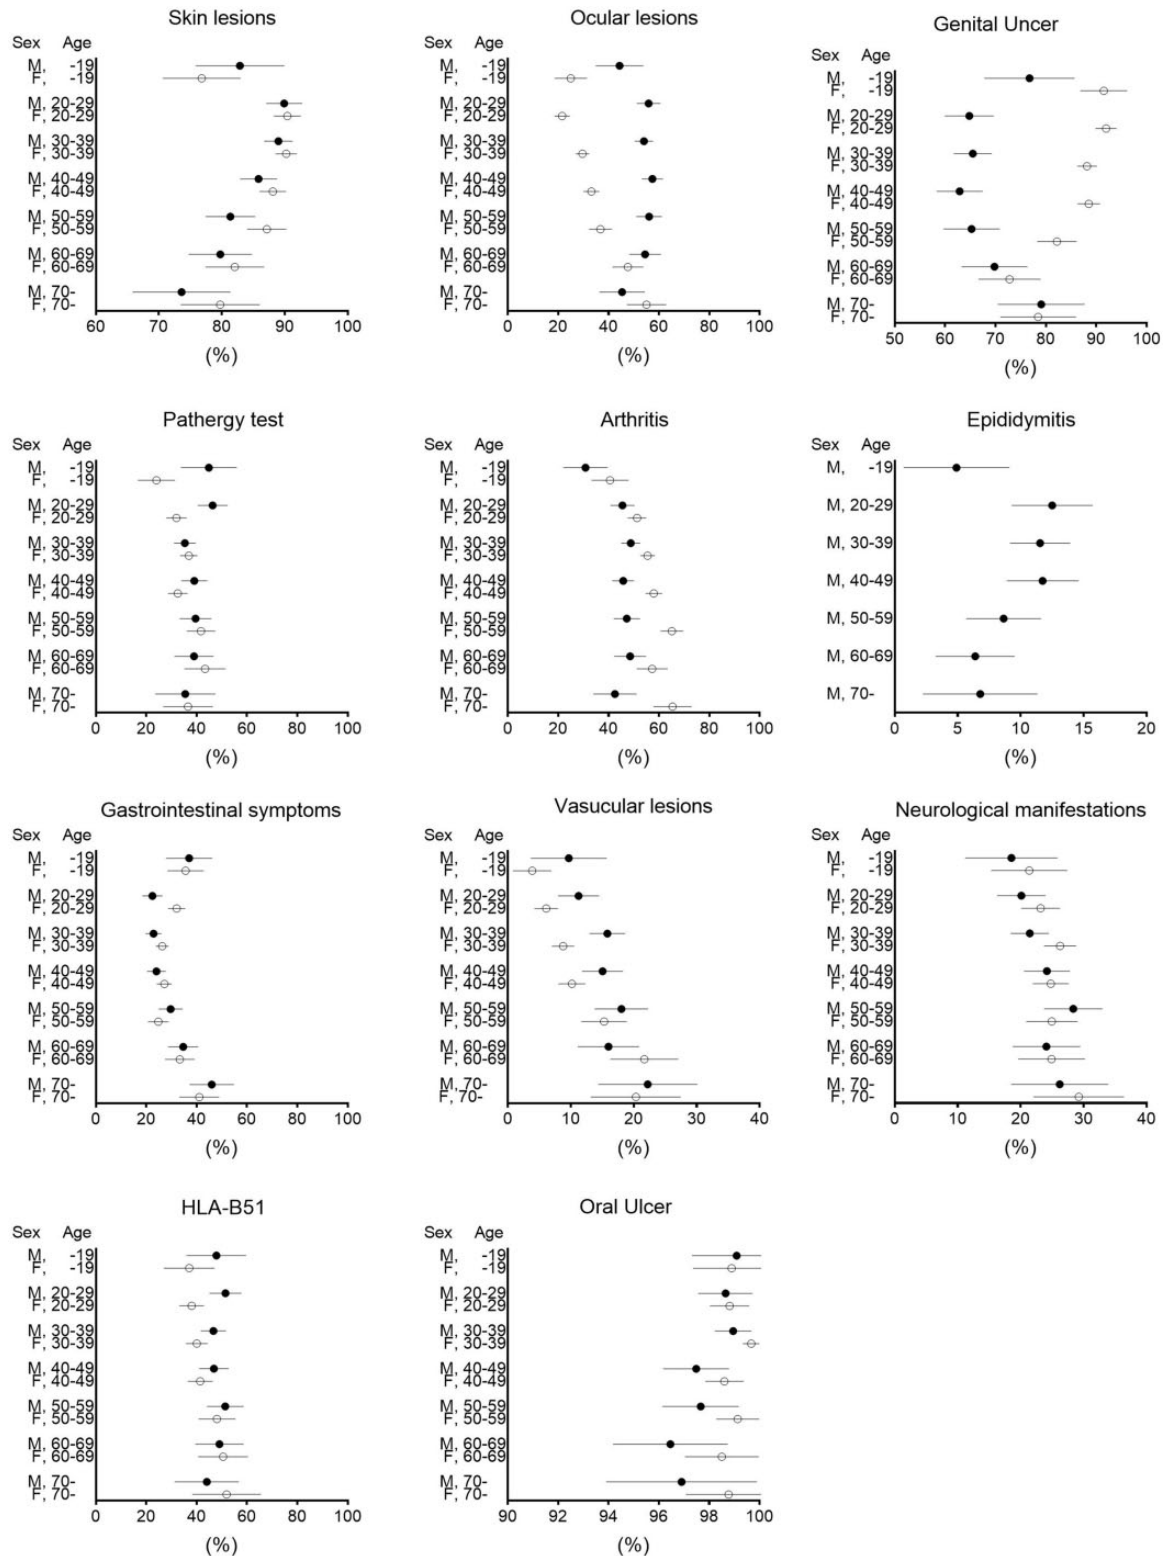 Skin lesions
Sex Age
M, -19
F, -19
M, 20-29
F, 20-29
M, 30-39
F, 30-39
M, 40-49
F, 40-49
M, 50-59
F, 50-59
M, 60-69
F, 60-69
M, 70-
F, 70-
60 70 80 90 100
(%)
Ocular lesions
Sex Age
M, -19
F, -19
M, 20-29
F, 20-29
M, 30-39
F, 30-39
M, 40-49
F, 40-49
M, 50-59
F, 50-59
M, 60-69
F, 60-69
M, 70-
F, 70-
0 20 40 60 80 100
(%)
Genital Uncer
Sex Age
M, -19
F, -19
M, 20-29
F, 20-29
M, 30-39
F, 30-39
M, 40-49
F, 40-49
M, 50-59
F, 50-59
M, 60-69
F, 60-69
M, 70-
F, 70-
50 60 70 80 90 100
(%)
Pathergy test
Sex Age
M, -19
F, -19
M, 20-29
F, 20-29
M, 30-39
F, 30-39
M, 40-49
F, 40-49
M, 50-59
F, 50-59
M, 60-69
F, 60-69
M, 70-
F, 70-
0 20 40 60 80 100
(%)
Arthritis
Sex Age
M, -19
F, -19
M, 20-29
F, 20-29
M, 30-39
F, 30-39
M, 40-49
F, 40-49
M, 50-59
F, 50-59
M, 60-69
F, 60-69
M, 70-
F, 70-
0 20 40 60 80 100
(%)
Epididymitis
Sex Age
M, -19
M, 20-29
M, 30-39
M, 40-49
M, 50-59
M, 60-69
M, 70-
0 5 10 15 20
(%)
Gastrointestinal symptoms
Sex Age
M, -19
F, -19
M, 20-29
F, 20-29
M, 30-39
F, 30-39
M, 40-49
F, 40-49
M, 50-59
F, 50-59
M, 60-69
F, 60-69
M, 70-
F, 70-
0 20 40 60 80 100
(%)
Vasucular lesions
Sex Age
M, -19
F, -19
M, 20-29
F, 20-29
M, 30-39
F, 30-39
M, 40-49
F, 40-49
M, 50-59
F, 50-59
M, 60-69
F, 60-69
M, 70-
F, 70-
0 10 20 30 40
(%)
Neurological manifestations
Sex Age
M, -19
F, -19
M, 20-29
F, 20-29
M, 30-39
F, 30-39
M, 40-49
F, 40-49
M, 50-59
F, 50-59
M, 60-69
F, 60-69
M, 70-
F, 70-
0 10 20 30 40
(%)
HLA-B51
Sex Age
M, -19
F, -19
M, 20-29
F, 20-29
M, 30-39
F, 30-39
M, 40-49
F, 40-49
M, 50-59
F, 50-59
M, 60-69
F, 60-69
M, 70-
F, 70-
0 20 40 60 80 100
(%)
Oral Ulcer
Sex Age
M, -19
F, -19
M, 20-29
F, 20-29
M, 30-39
F, 30-39
M, 40-49
F, 40-49
M, 50-59
F, 50-59
M, 60-69
F, 60-69
M, 70-
F, 70-
90 92 94 96 98 100
(%)